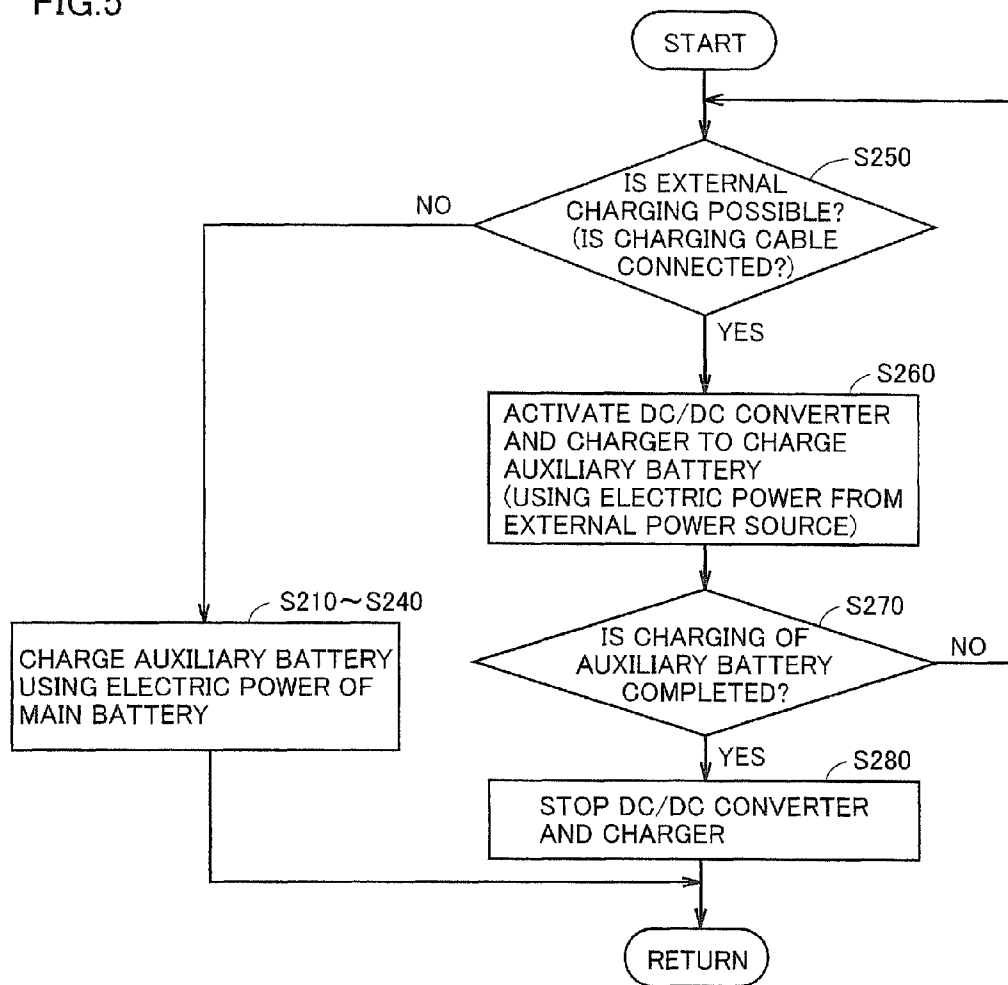 FIG.5
START
S250
IS EXTERNAL
CHARGING POSSIBLE?
(IS CHARGING CABLE
CONNECTED?)
NO
YES
S260
ACTIVATE DC/DC CONVERTER
AND CHARGER TO CHARGE
AUXILIARY BATTERY
(USING ELECTRIC POWER FROM
EXTERNAL POWER SOURCE)
S210~S240
CHARGE AUXILIARY BATTERY
USING ELECTRIC POWER OF
MAIN BATTERY
S270
IS CHARGING OF
AUXILIARY BATTERY
COMPLETED?
NO
YES
S280
STOP DC/DC CONVERTER
AND CHARGER
RETURN